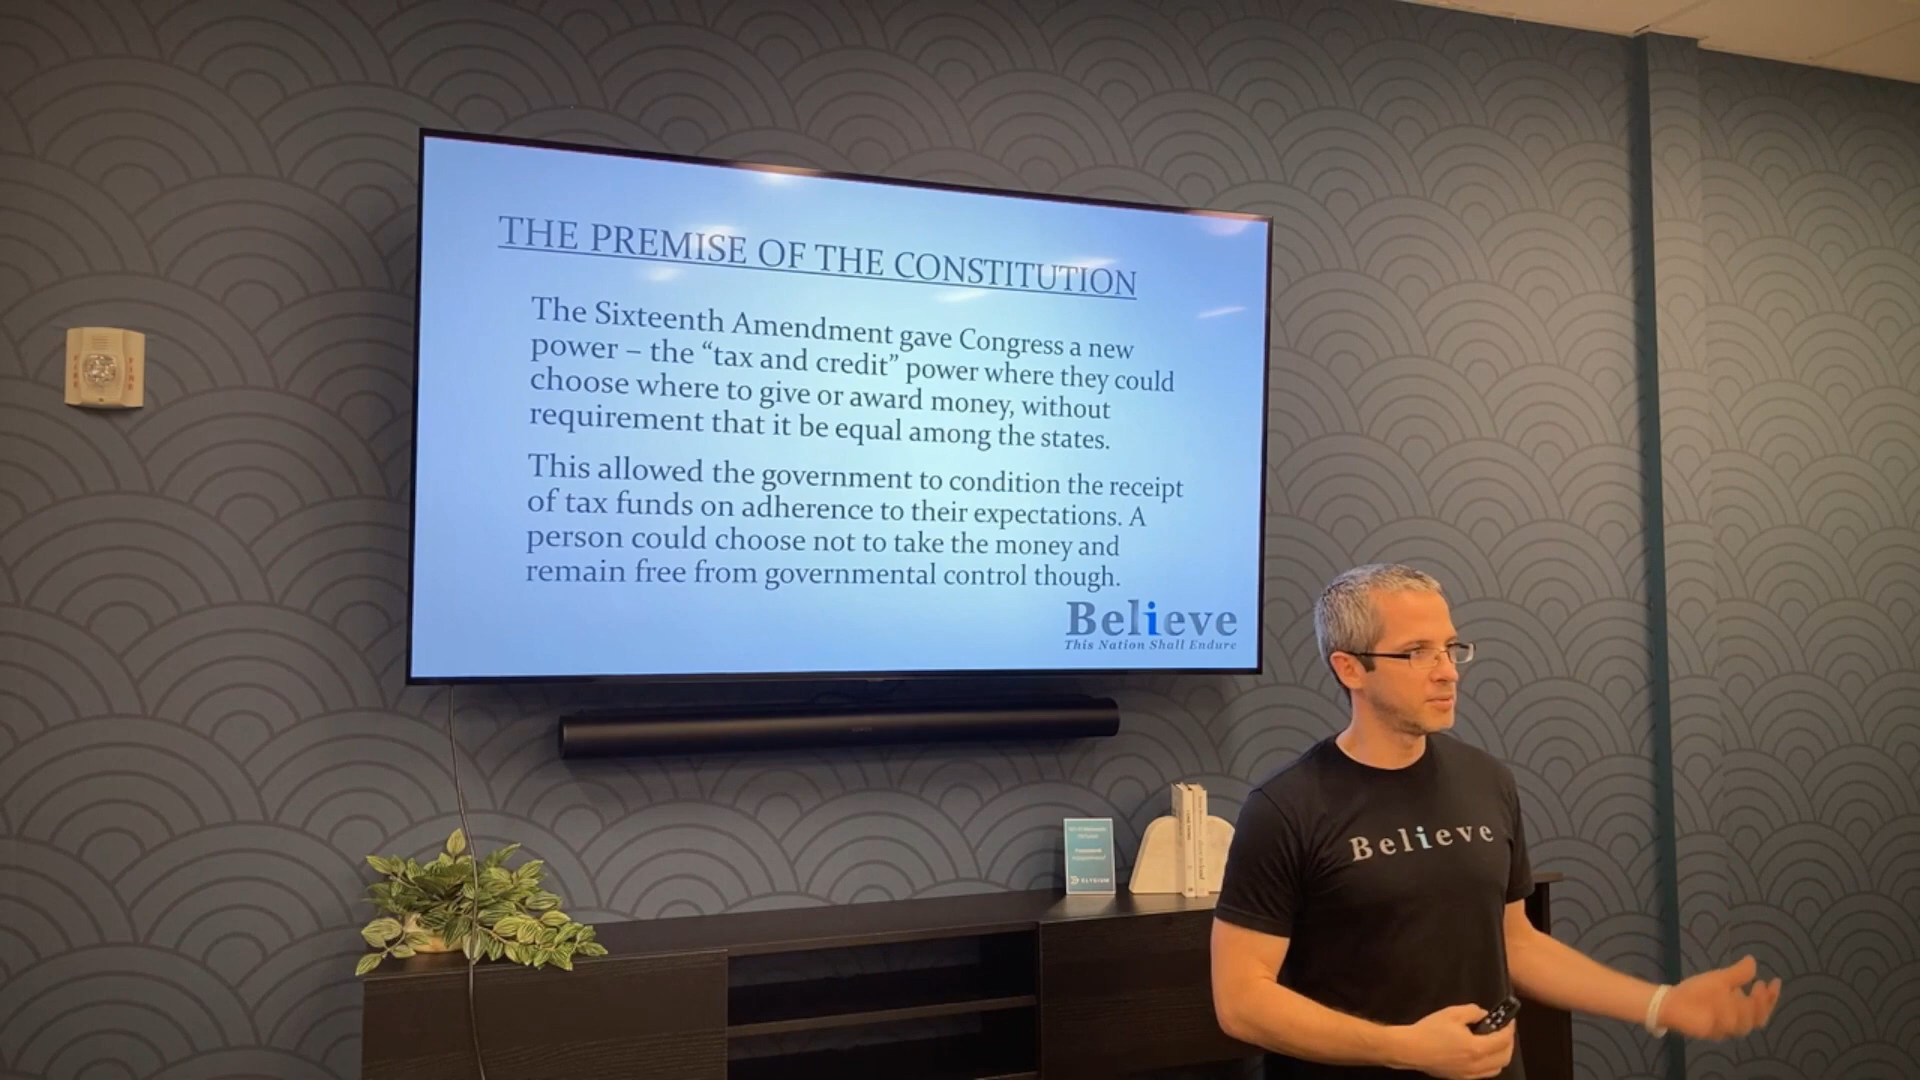 THE PREMISE OF THE CONSTITUTION
The Sixteenth Amendment gave Congress a new
power – the “tax and credit” power where they could
choose where to give or award money, without
requirement that it be equal among the states.
This allowed the government to condition the receipt
of tax funds on adherence to their expectations. A
person could choose not to take the money and
remain free from governmental control though.
Believe
This Nation Shall Endure
FIRE
FIRE
Believe